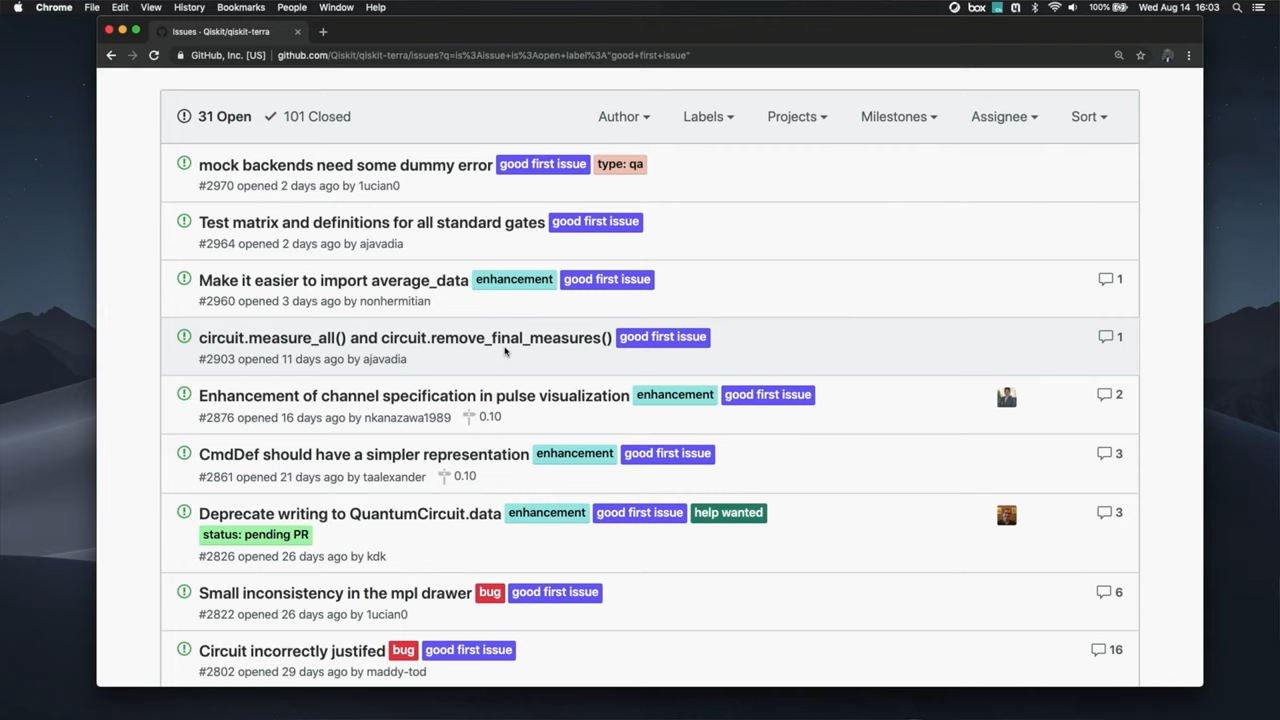 Chrome File Edit View History Bookmarks People Window Help box 100% Wed Aug 14 16:03
Issues · Qiskit/qiskit-terra
GitHub, Inc. [US] github.com/Qiskit/qiskit-terra/issues?q=is%3Aissue+is%3Aopen+label%3A"good+first+issue"
31 Open 101 Closed Author Labels Projects Milestones Assignee Sort
mock backends need some dummy error good first issue type: qa
#2970 opened 2 days ago by 1ucian0
Test matrix and definitions for all standard gates good first issue
#2964 opened 2 days ago by ajavadia
Make it easier to import average_data enhancement good first issue 1
#2960 opened 3 days ago by nonhermitian
circuit.measure_all() and circuit.remove_final_measures() good first issue 1
#2903 opened 11 days ago by ajavadia
Enhancement of channel specification in pulse visualization enhancement good first issue 2
#2876 opened 16 days ago by nkanazawa1989 0.10
CmdDef should have a simpler representation enhancement good first issue 3
#2861 opened 21 days ago by taalexander 0.10
Deprecate writing to QuantumCircuit.data enhancement good first issue help wanted 3
status: pending PR
#2826 opened 26 days ago by kdk
Small inconsistency in the mpl drawer bug good first issue 6
#2822 opened 26 days ago by 1ucian0
Circuit incorrectly justifed bug good first issue 16
#2802 opened 29 days ago by maddy-tod